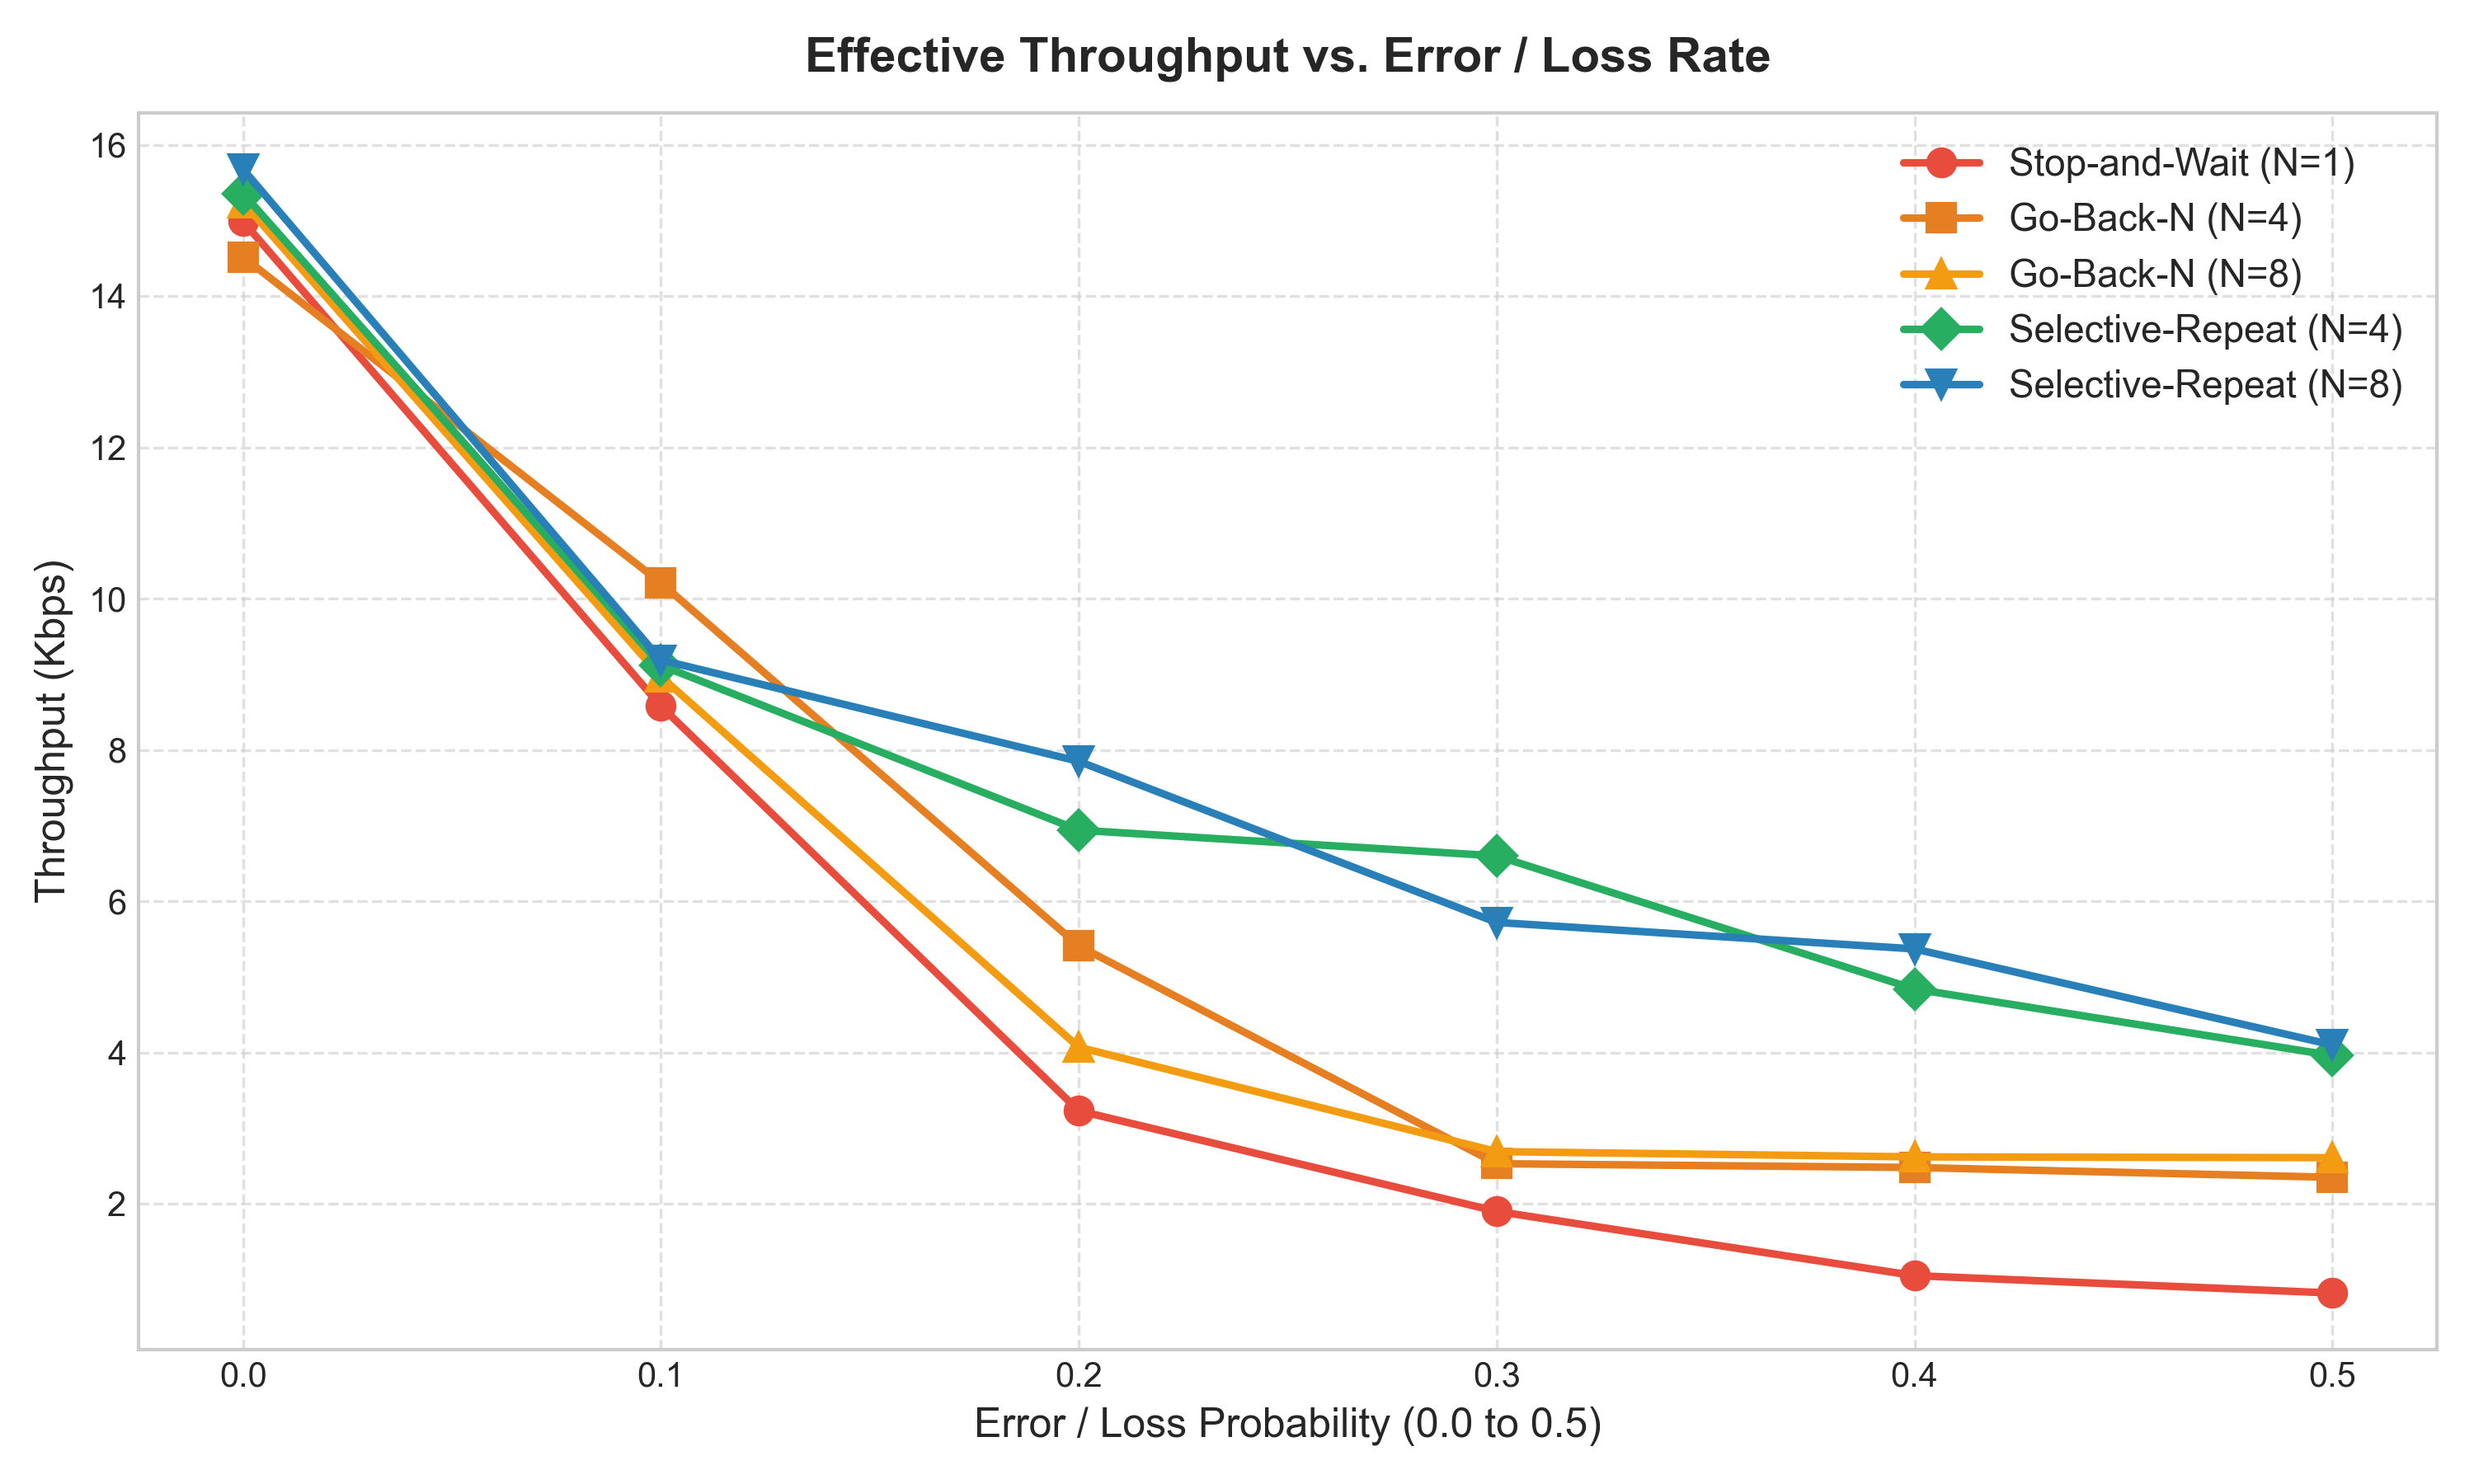 Effective Throughput vs. Error / Loss Rate
Throughput (Kbps)
16
14
12
10
8
6
4
2
Stop-and-Wait (N=1)
Go-Back-N (N=4)
Go-Back-N (N=8)
Selective-Repeat (N=4)
Selective-Repeat (N=8)
0.0 0.1 0.2 0.3 0.4 0.5
Error / Loss Probability (0.0 to 0.5)